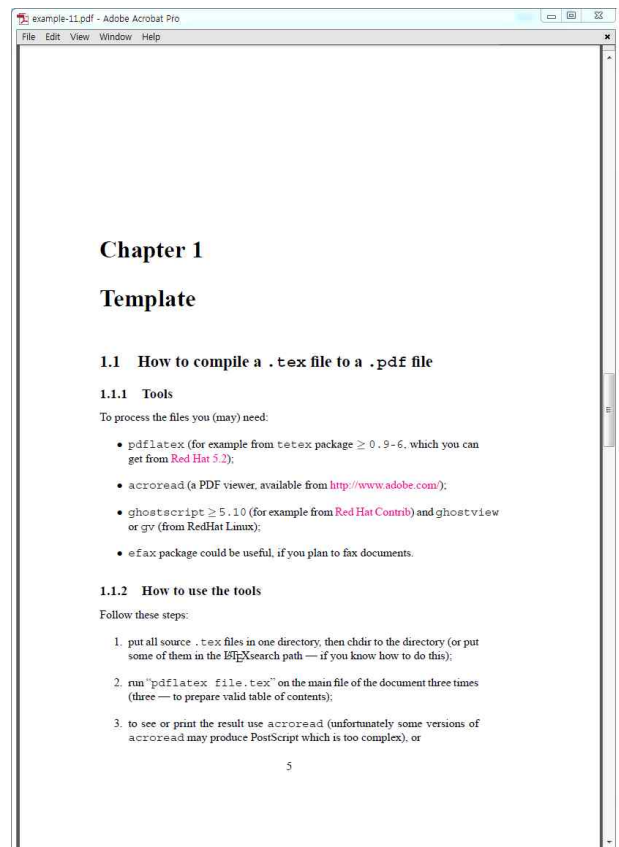 example-11.pdf - Adobe Acrobat Pro
File Edit View Window Help
Chapter 1
Template
1.1 How to compile a .tex file to a .pdf file
1.1.1 Tools
To process the files you (may) need:
• pdflatex (for example from tetex package ≥ 0.9-6, which you can
get from Red Hat 5.2);
• acroread (a PDF viewer, available from http://www.adobe.com/);
• ghostscript ≥ 5.10 (for example from Red Hat Contrib) and ghostview
or gv (from RedHat Linux);
• efax package could be useful, if you plan to fax documents.
1.1.2 How to use the tools
Follow these steps:
1. put all source .tex files in one directory, then chdir to the directory (or put
some of them in the LATEXsearch path — if you know how to do this);
2. run “pdflatex file.tex” on the main file of the document three times
(three — to prepare valid table of contents);
3. to see or print the result use acroread (unfortunately some versions of
acroread may produce PostScript which is too complex), or
5